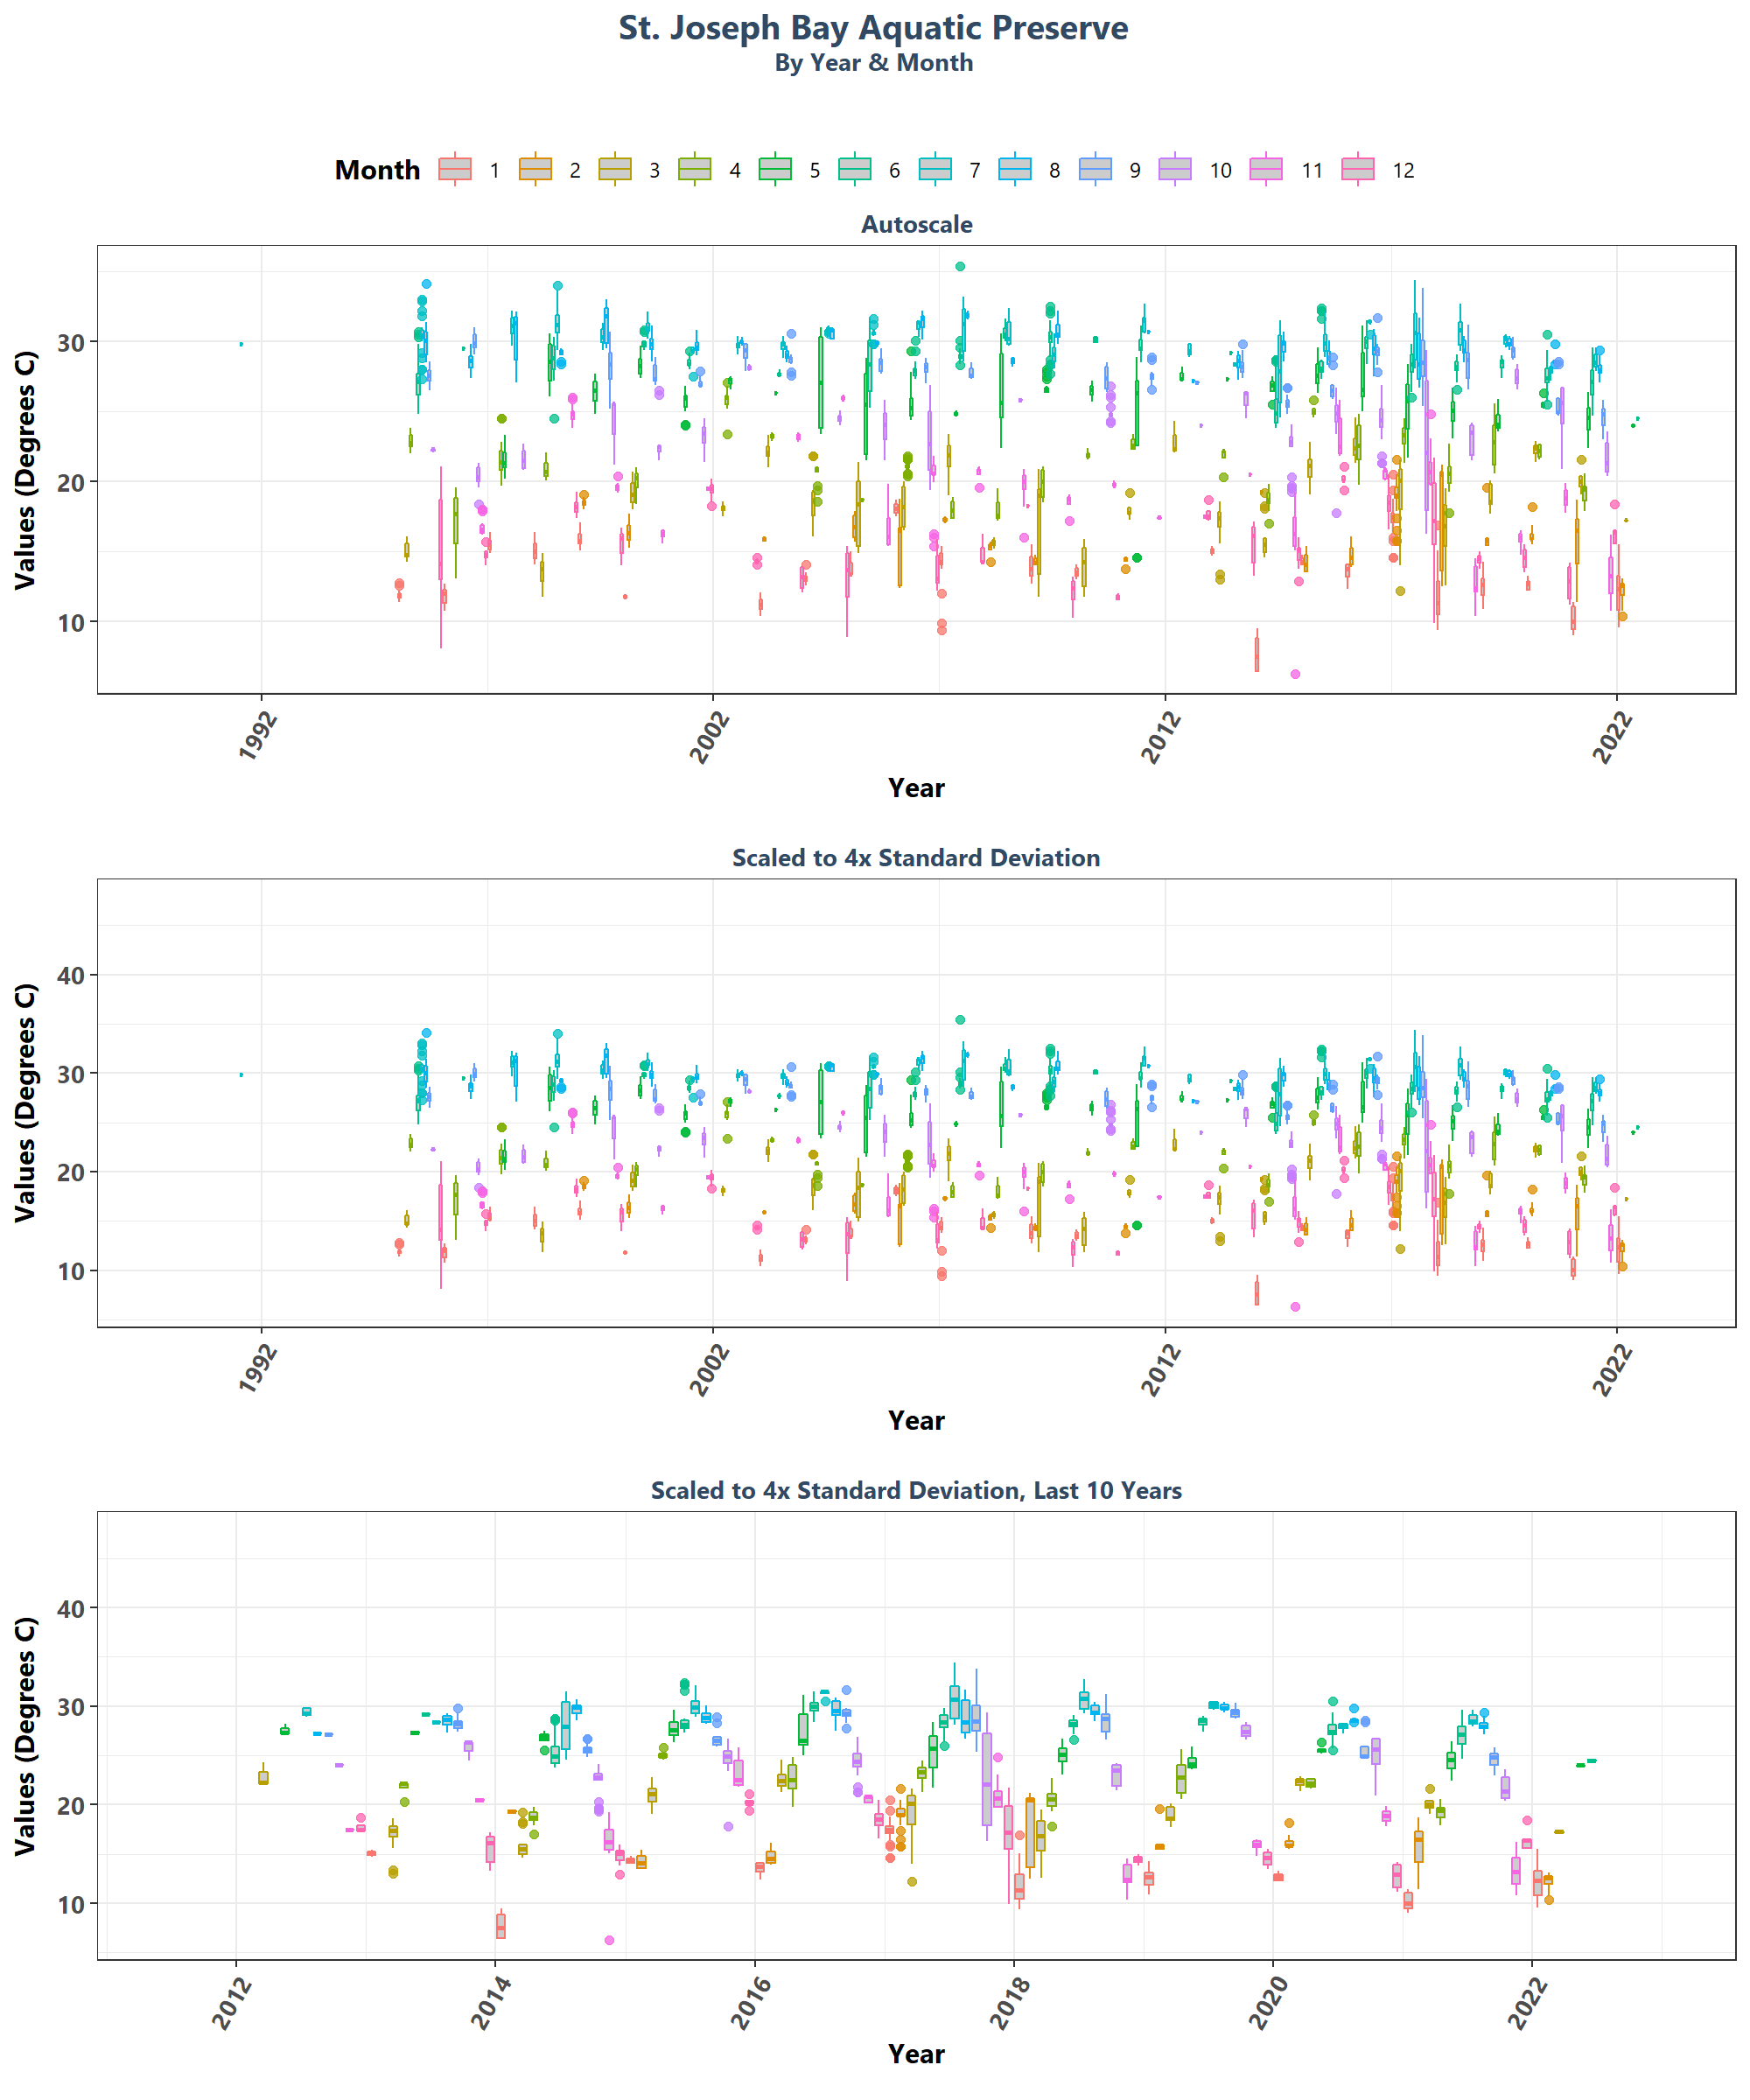 St. Joseph Bay Aquatic Preserve
By Year & Month
Month 1 2 3 4 5 6 7 8 9 10 11 12
Autoscale
Values (Degrees C)
30
20
10
1992 2002 2012 2022
Year
Scaled to 4x Standard Deviation
Values (Degrees C)
40
30
20
10
1992 2002 2012 2022
Year
Scaled to 4x Standard Deviation, Last 10 Years
Values (Degrees C)
40
30
20
10
2012 2014 2016 2018 2020 2022
Year